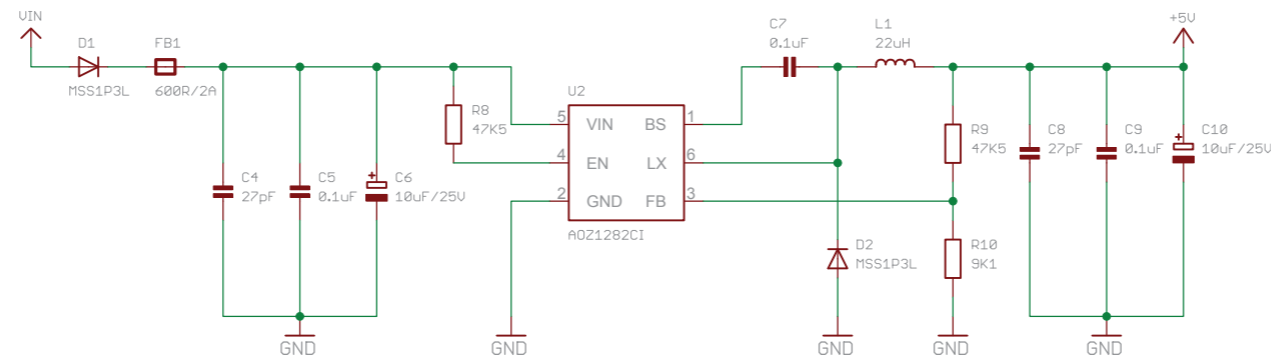 VIN
D1
MSS1P3L
FB1
600R/2A
C4
27pF
C5
0.1uF
C6
10uF/25V
+
R8
47K5
U2
5 VIN
4 EN
2 GND
BS 1
LX 6
FB 3
AOZ1282CI
C7
0.1uF
L1
22uH
+5V
D2
MSS1P3L
R9
47K5
R10
9K1
C8
27pF
C9
0.1uF
C10
10uF/25V
+
GND
GND
GND
GND
GND